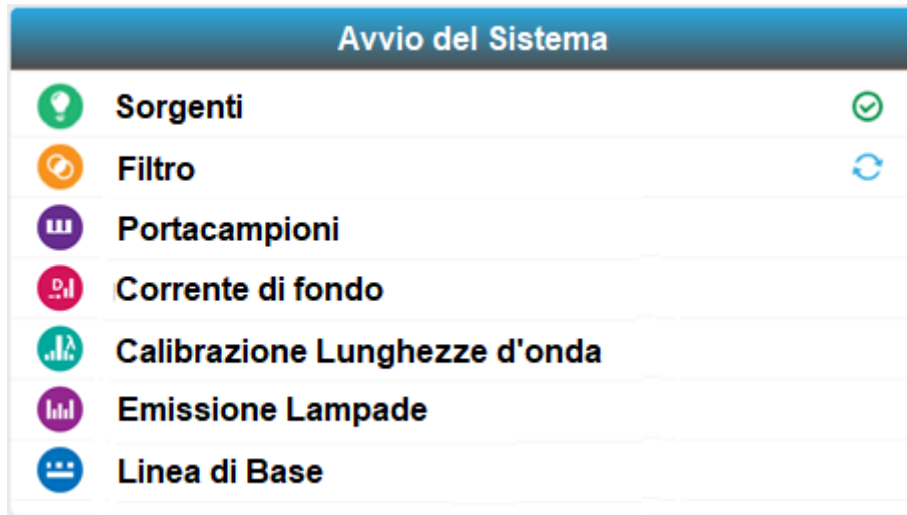 Avvio del Sistema
Sorgenti
Filtro
Portacampioni
Corrente di fondo
Calibrazione Lunghezze d'onda
Emissione Lampade
Linea di Base